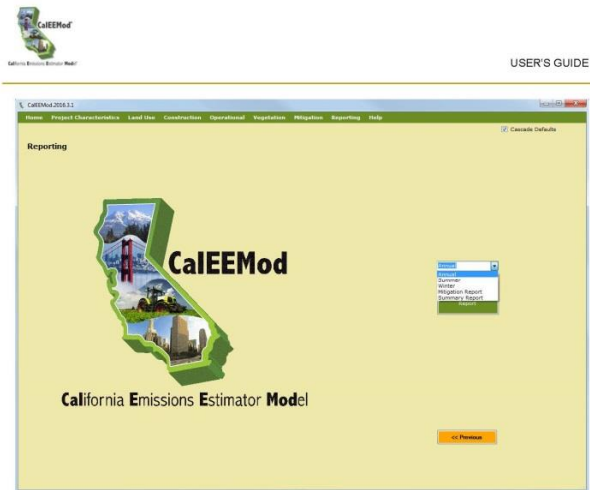 CalEEMod
California Emissions Estimator Model
USER'S GUIDE
CalEEMod.2016.3.1
Home Project Characteristics Land Use Construction Operational Vegetation Mitigation Reporting Help
Cascade Defaults
Reporting
CalEEMod
Annual
Annual
Summer
Winter
Mitigation Report
Summary Report
Report
California Emissions Estimator Model
<< Previous